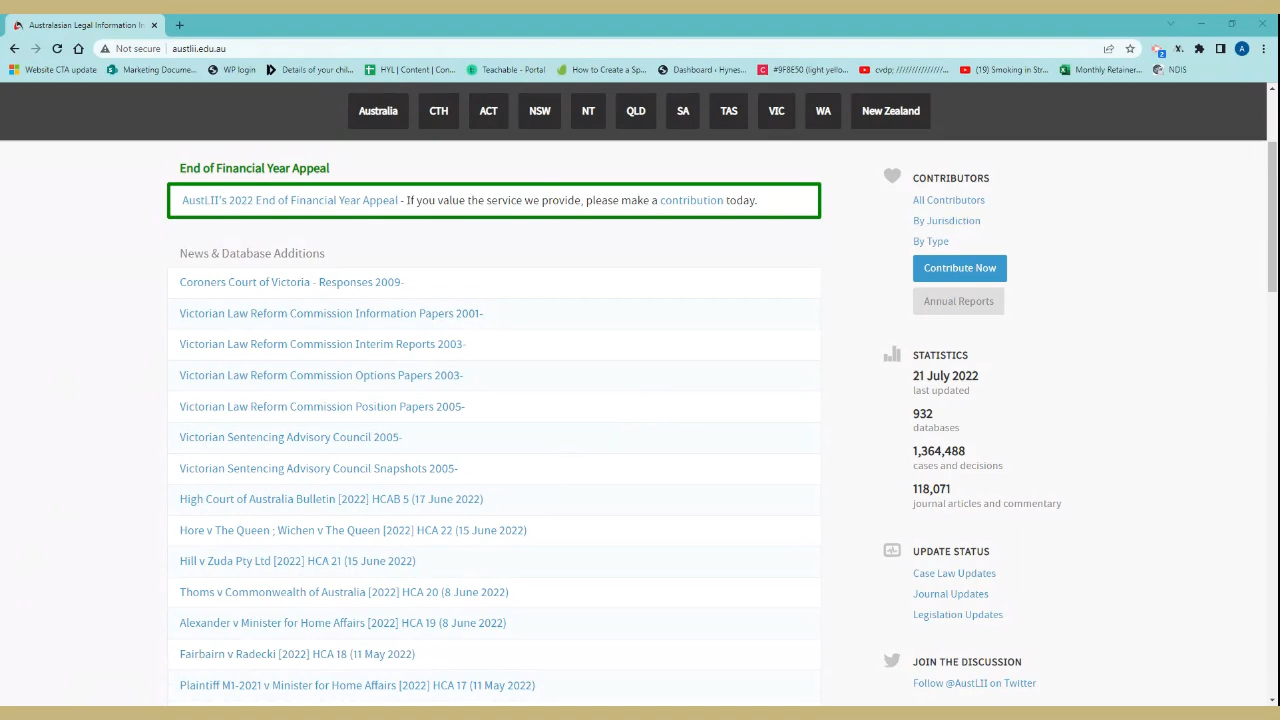 Australasian Legal Information In
Not secure austlii.edu.au
Website CTA update Marketing Docume... WP login Details of your chil... HYL | Content | Con... Teachable - Portal How to Create a Sp... Dashboard ‹ Hynes... #9F8E50 (light yello... cvdp; ///////////////... (19) Smoking in Str... Monthly Retainer... NDIS
Australia CTH ACT NSW NT QLD SA TAS VIC WA New Zealand
End of Financial Year Appeal
AustLII's 2022 End of Financial Year Appeal - If you value the service we provide, please make a contribution today.
News & Database Additions
Coroners Court of Victoria - Responses 2009-
Victorian Law Reform Commission Information Papers 2001-
Victorian Law Reform Commission Interim Reports 2003-
Victorian Law Reform Commission Options Papers 2003-
Victorian Law Reform Commission Position Papers 2005-
Victorian Sentencing Advisory Council 2005-
Victorian Sentencing Advisory Council Snapshots 2005-
High Court of Australia Bulletin [2022] HCAB 5 (17 June 2022)
Hore v The Queen ; Wichen v The Queen [2022] HCA 22 (15 June 2022)
Hill v Zuda Pty Ltd [2022] HCA 21 (15 June 2022)
Thoms v Commonwealth of Australia [2022] HCA 20 (8 June 2022)
Alexander v Minister for Home Affairs [2022] HCA 19 (8 June 2022)
Fairbairn v Radecki [2022] HCA 18 (11 May 2022)
Plaintiff M1-2021 v Minister for Home Affairs [2022] HCA 17 (11 May 2022)
CONTRIBUTORS
All Contributors
By Jurisdiction
By Type
Contribute Now
Annual Reports
STATISTICS
21 July 2022
last updated
932
databases
1,364,488
cases and decisions
118,071
journal articles and commentary
UPDATE STATUS
Case Law Updates
Journal Updates
Legislation Updates
JOIN THE DISCUSSION
Follow @AustLII on Twitter